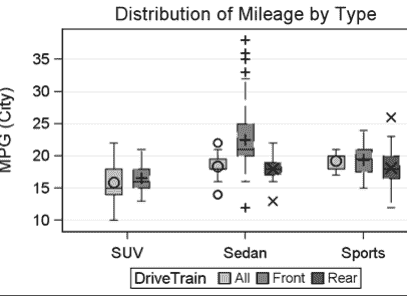 Distribution of Mileage by Type
MPG (City)
35
30
25
20
15
10
SUV Sedan Sports
DriveTrain All Front Rear